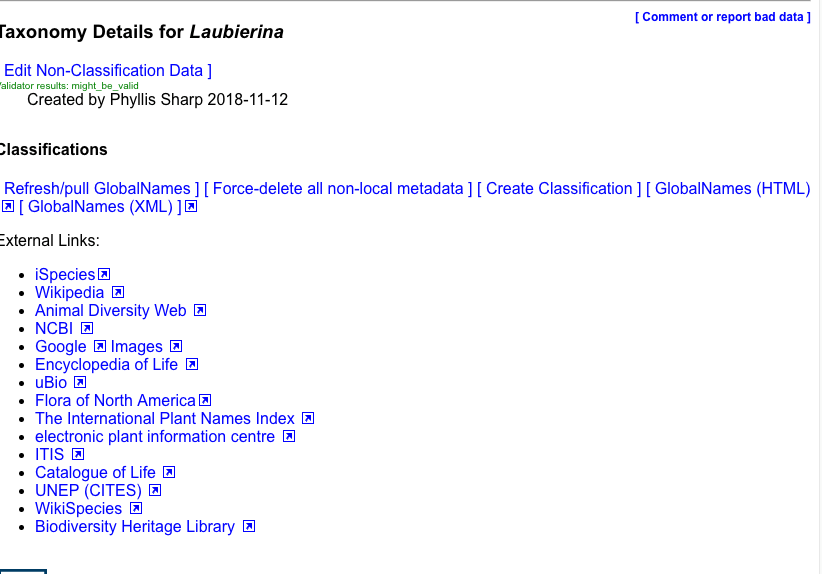 [ Comment or report bad data ]
Taxonomy Details for Laubierina
Edit Non-Classification Data ]
Validator results: might_be_valid
Created by Phyllis Sharp 2018-11-12
Classifications
Refresh/pull GlobalNames ] [ Force-delete all non-local metadata ] [ Create Classification ] [ GlobalNames (HTML)
[ GlobalNames (XML) ]
External Links:
iSpecies
Wikipedia
Animal Diversity Web
NCBI
Google Images
Encyclopedia of Life
uBio
Flora of North America
The International Plant Names Index
electronic plant information centre
ITIS
Catalogue of Life
UNEP (CITES)
WikiSpecies
Biodiversity Heritage Library